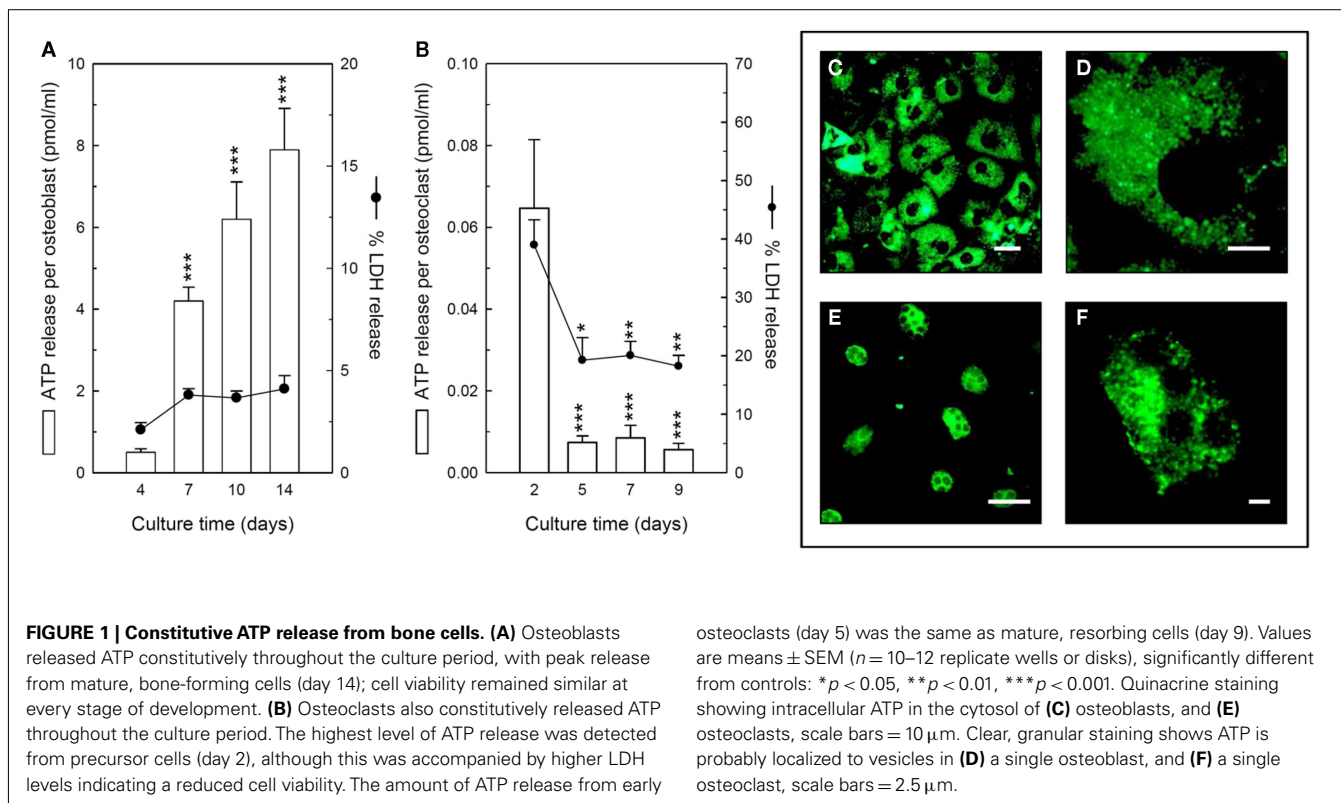 A
ATP release per osteoblast (pmol/ml)
10
8
6
4
2
0
***
***
***
20
15
10
5
0
% LDH release
4 7 10 14
Culture time (days)
B
ATP release per osteoclast (pmol/ml)
0.10
0.08
0.06
0.04
0.02
0.00
*
**
**
***
***
***
70
60
50
40
30
20
10
0
% LDH release
2 5 7 9
Culture time (days)
C
D
E
F
FIGURE 1 | Constitutive ATP release from bone cells. (A) Osteoblasts
released ATP constitutively throughout the culture period, with peak release
from mature, bone-forming cells (day 14); cell viability remained similar at
every stage of development. (B) Osteoclasts also constitutively released ATP
throughout the culture period. The highest level of ATP release was detected
from precursor cells (day 2), although this was accompanied by higher LDH
levels indicating a reduced cell viability. The amount of ATP release from early
osteoclasts (day 5) was the same as mature, resorbing cells (day 9). Values
are means ± SEM (n = 10–12 replicate wells or disks), significantly different
from controls: *p < 0.05, **p < 0.01, ***p < 0.001. Quinacrine staining
showing intracellular ATP in the cytosol of (C) osteoblasts, and (E)
osteoclasts, scale bars = 10 μm. Clear, granular staining shows ATP is
probably localized to vesicles in (D) a single osteoblast, and (F) a single
osteoclast, scale bars = 2.5 μm.